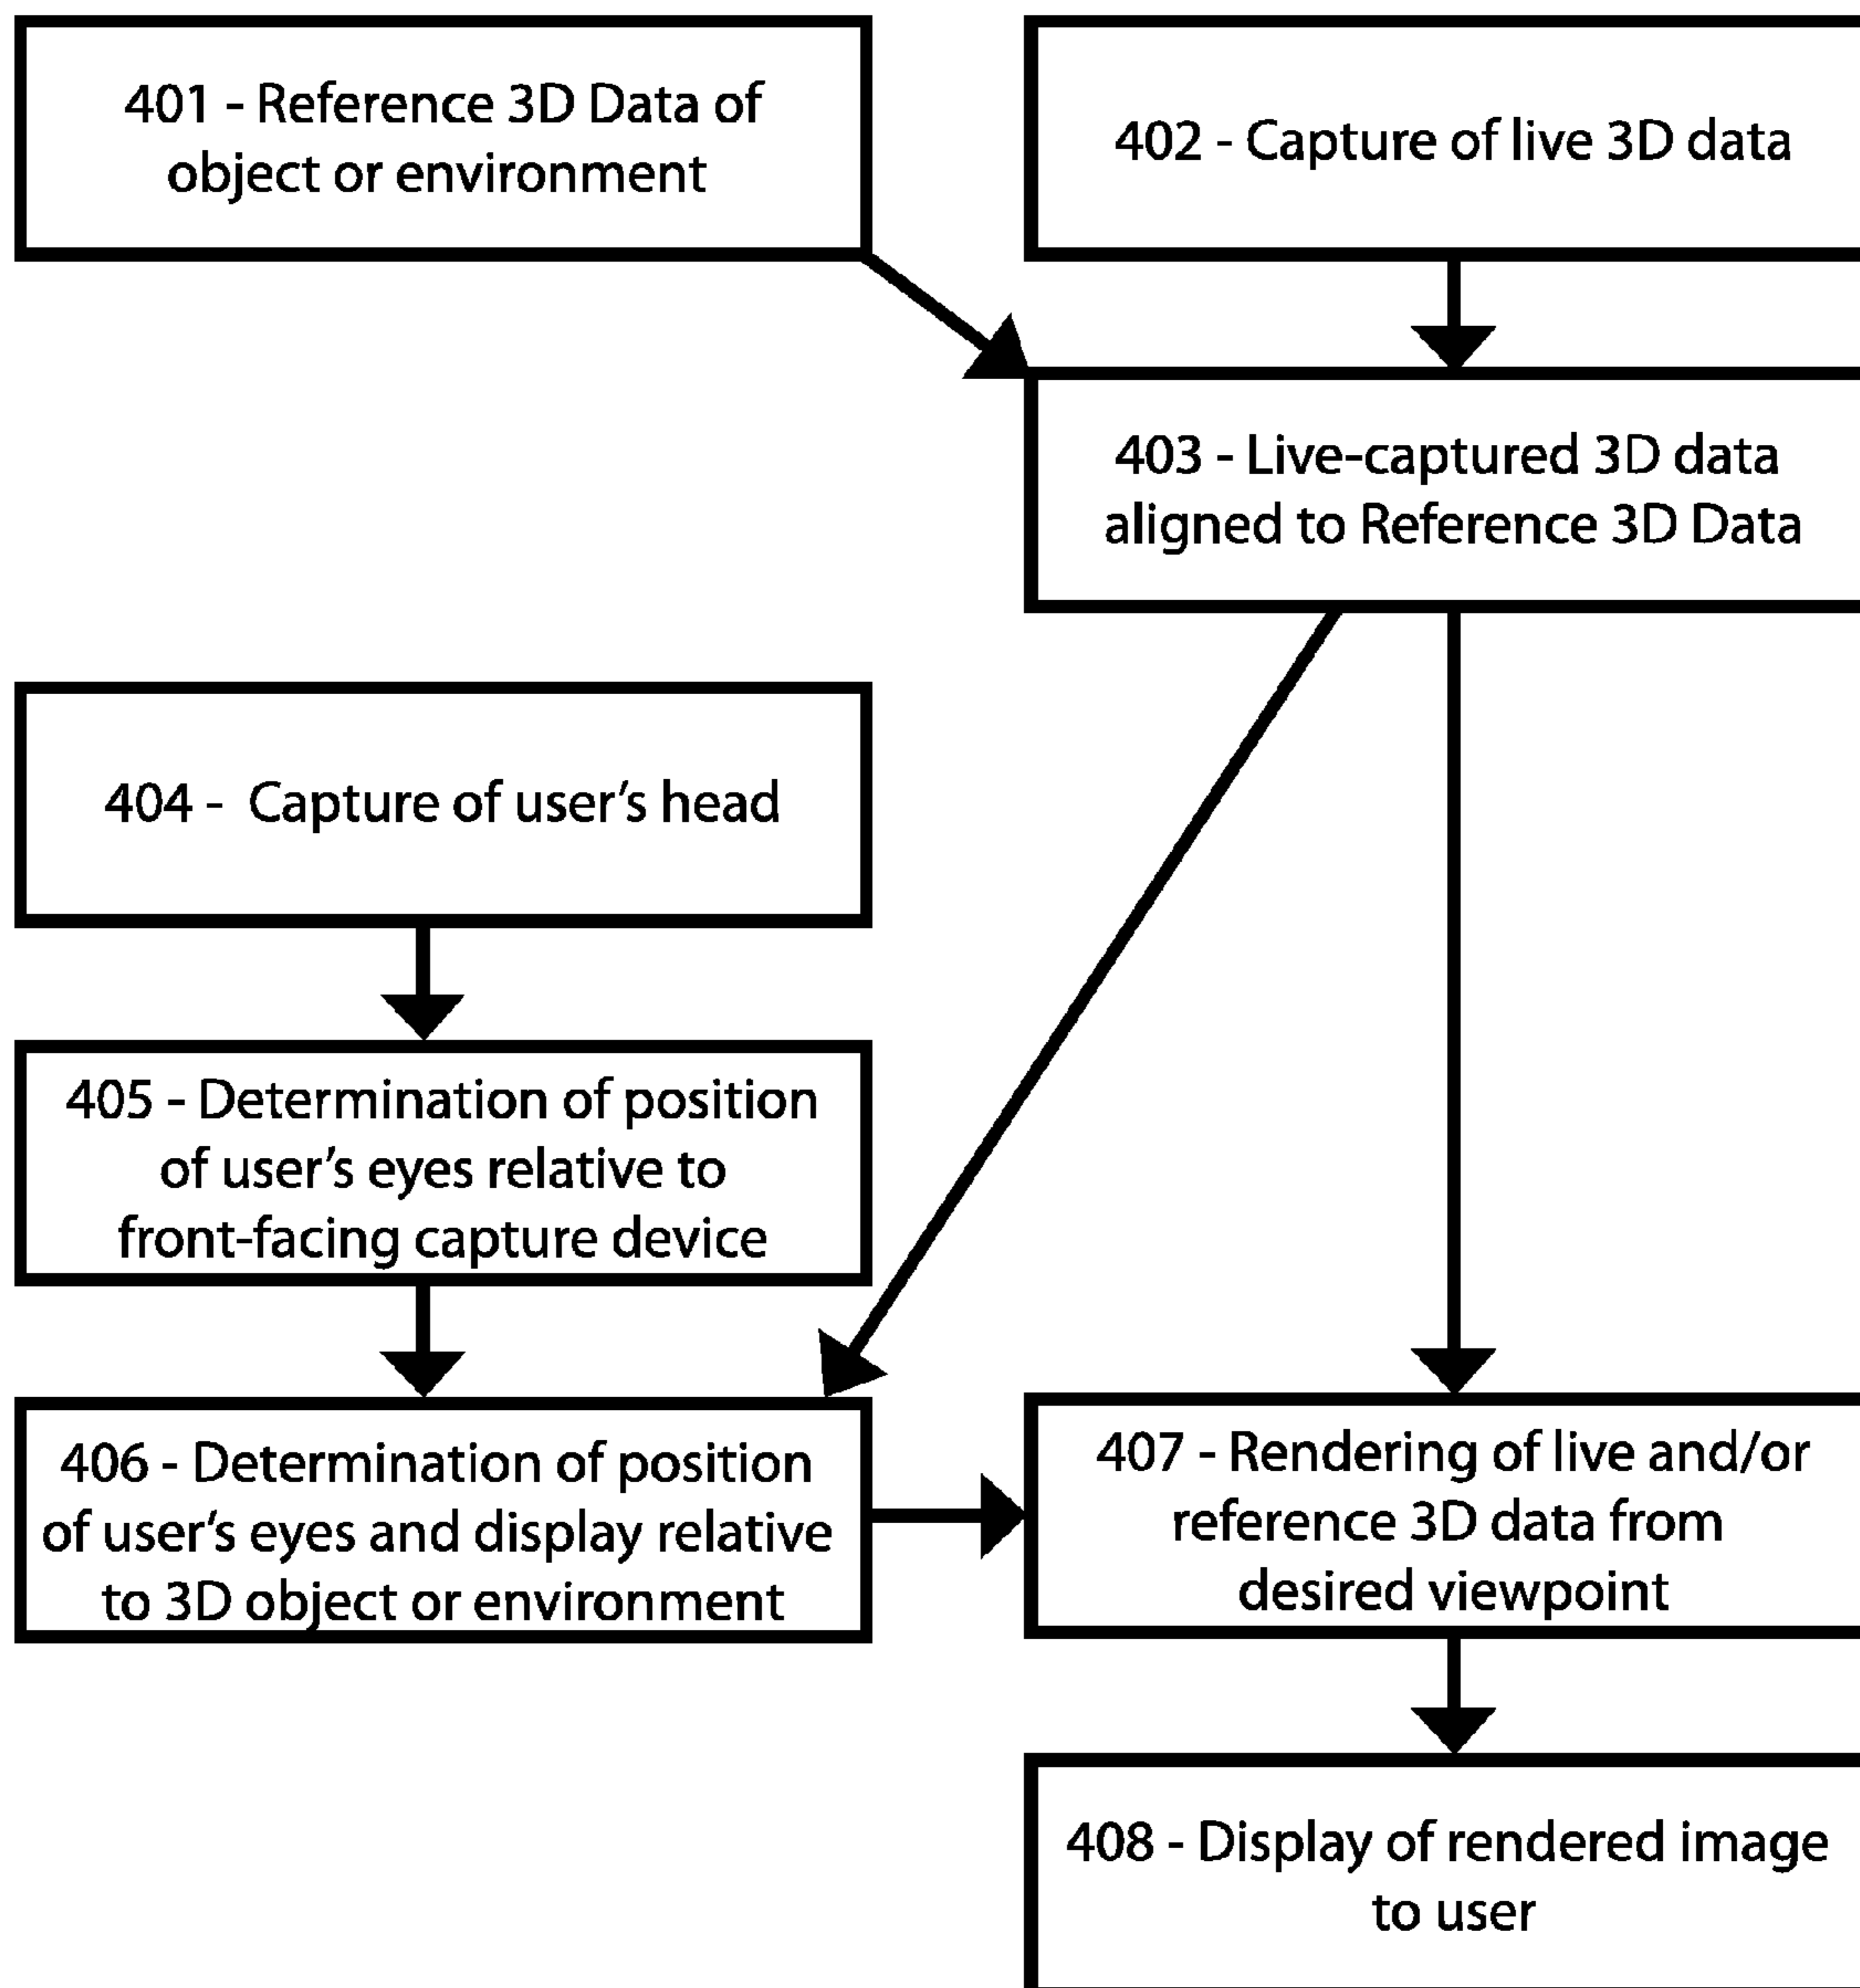 401 - Reference 3D Data of
object or environment
402 - Capture of live 3D data
403 - Live-captured 3D data
aligned to Reference 3D Data
404 - Capture of user's head
405 - Determination of position
of user's eyes relative to
front-facing capture device
406 - Determination of position
of user's eyes and display relative
to 3D object or environment
407 - Rendering of live and/or
reference 3D data from
desired viewpoint
408 - Display of rendered image
to user